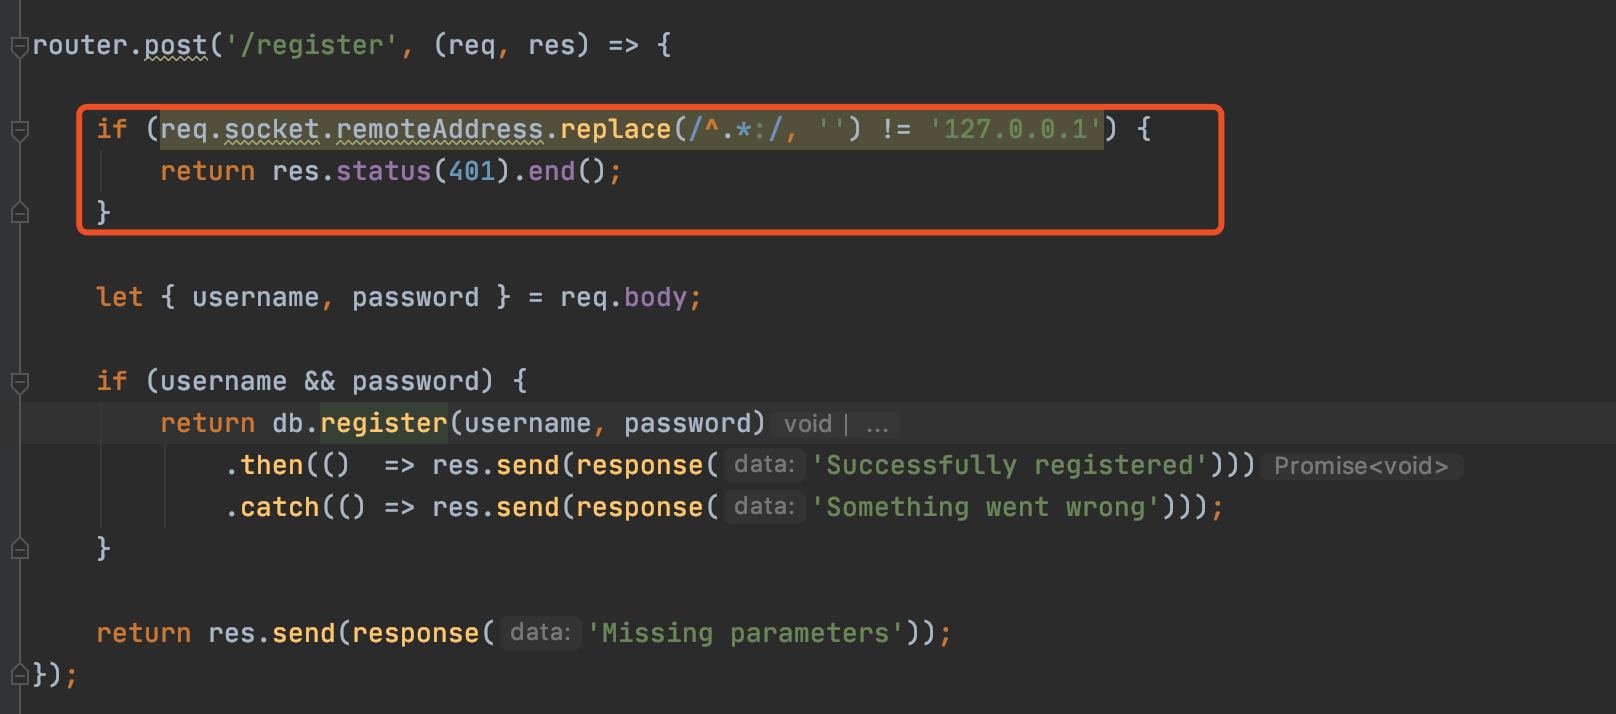 router.post('/register', (req, res) => {
if (req.socket.remoteAddress.replace(/^.*:/, '') != '127.0.0.1') {
return res.status(401).end();
}
let { username, password } = req.body;
if (username && password) {
return db.register(username, password) void | ...
.then(()  => res.send(response( data: 'Successfully registered'))) Promise<void>
.catch(() => res.send(response( data: 'Something went wrong')));
}
return res.send(response( data: 'Missing parameters'));
});